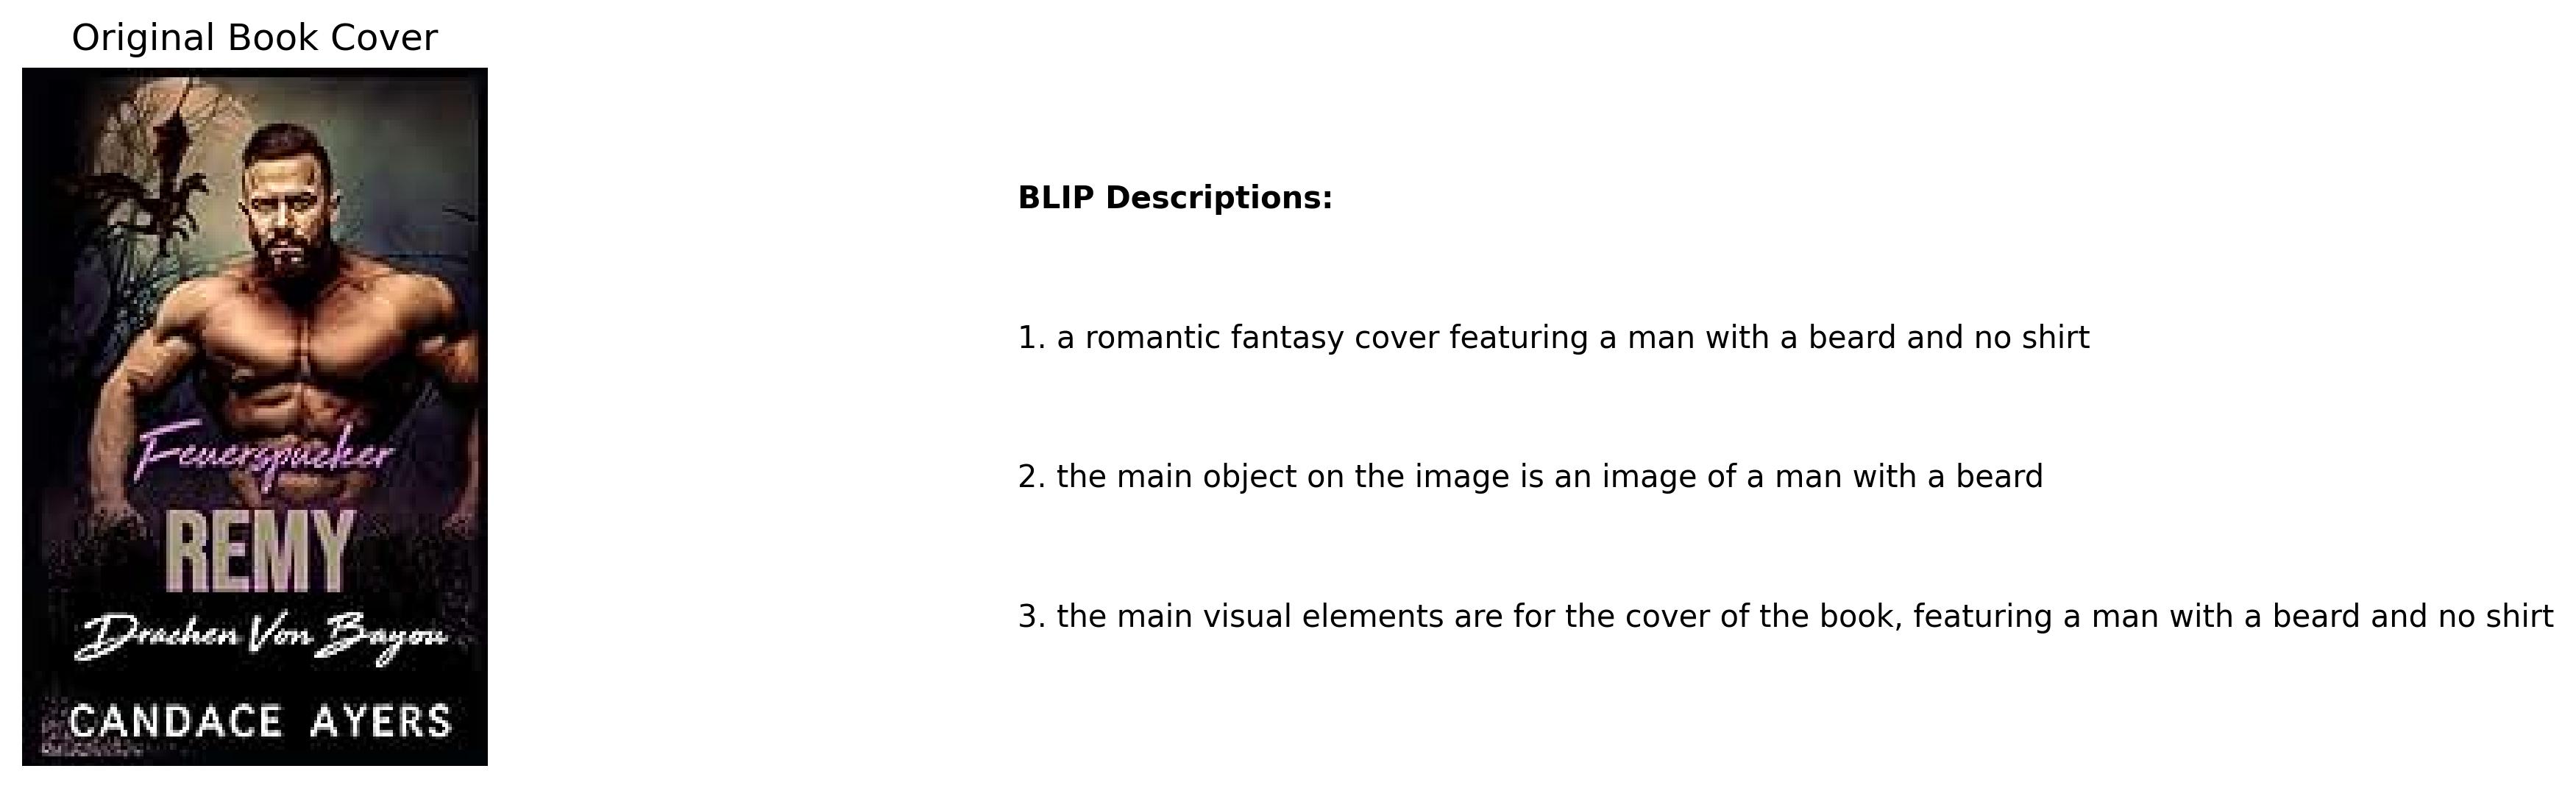 Original Book Cover
Feuerspucker
REMY
Drachen Von Bayou
CANDACE AYERS
BLIP Descriptions:
1. a romantic fantasy cover featuring a man with a beard and no shirt
2. the main object on the image is an image of a man with a beard
3. the main visual elements are for the cover of the book, featuring a man with a beard and no shirt